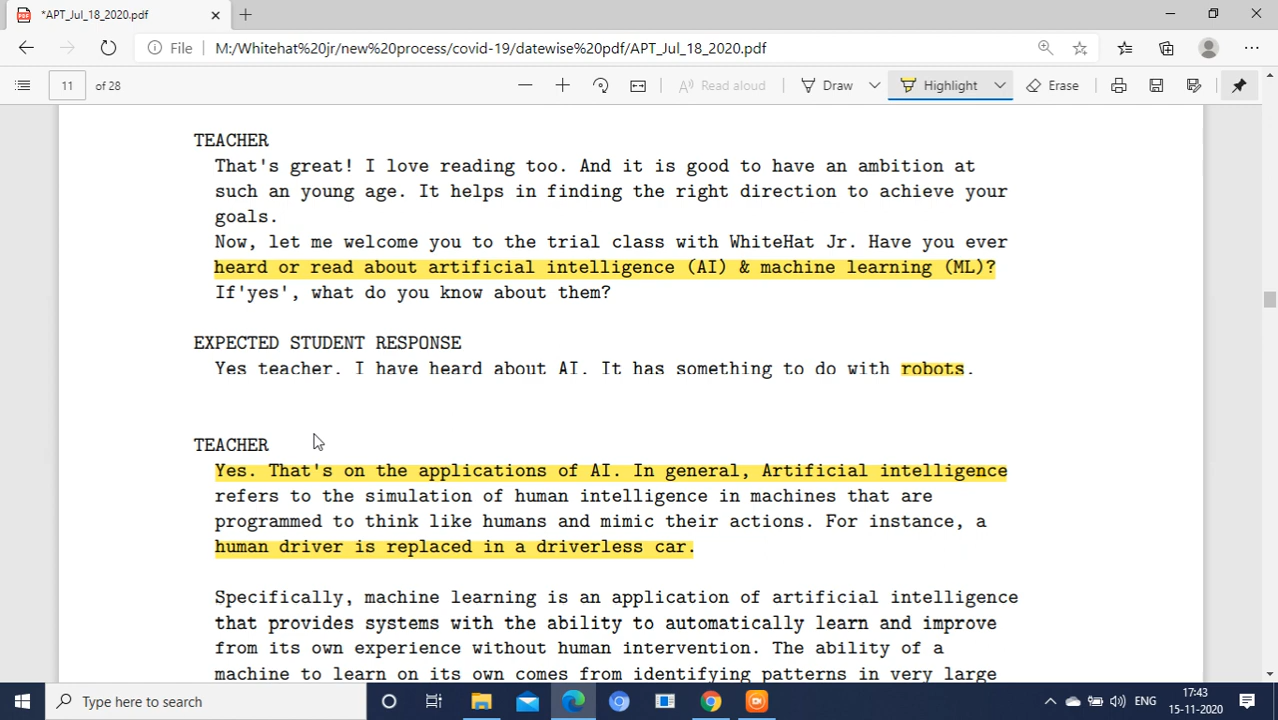 *APT_Jul_18_2020.pdf
File M:/Whitehat%20jr/new%20process/covid-19/datewise%20pdf/APT_Jul_18_2020.pdf
11 of 28 Read aloud Draw Highlight Erase
TEACHER
That's great! I love reading too. And it is good to have an ambition at
such an young age. It helps in finding the right direction to achieve your
goals.
Now, let me welcome you to the trial class with WhiteHat Jr. Have you ever
heard or read about artificial intelligence (AI) & machine learning (ML)?
If'yes', what do you know about them?
EXPECTED STUDENT RESPONSE
Yes teacher. I have heard about AI. It has something to do with robots.
TEACHER
Yes. That's on the applications of AI. In general, Artificial intelligence
refers to the simulation of human intelligence in machines that are
programmed to think like humans and mimic their actions. For instance, a
human driver is replaced in a driverless car.
Specifically, machine learning is an application of artificial intelligence
that provides systems with the ability to automatically learn and improve
from its own experience without human intervention. The ability of a
machine to learn on its own comes from identifying patterns in very large
Type here to search
ENG
17:43
15-11-2020